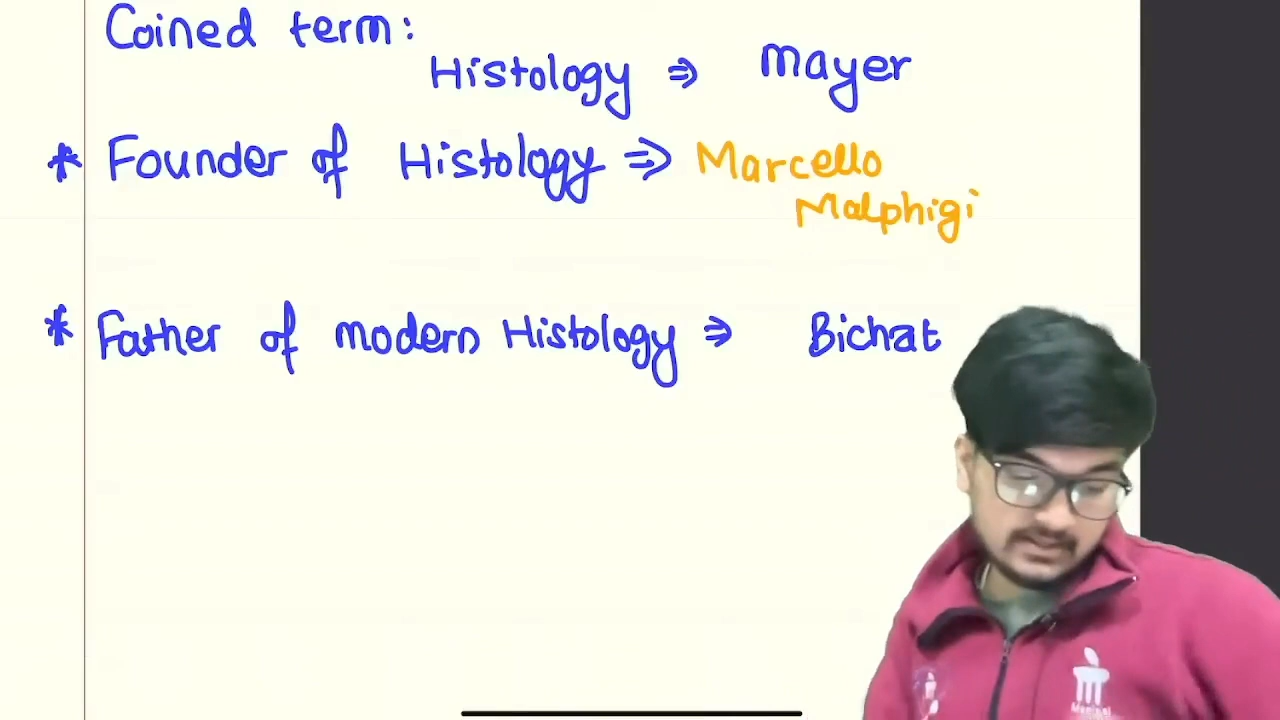 Coined term:
Histology ⇒ Mayer
* Founder of Histology ⇒ Marcello
Malphigi
* Father of modern Histology ⇒ Bichat